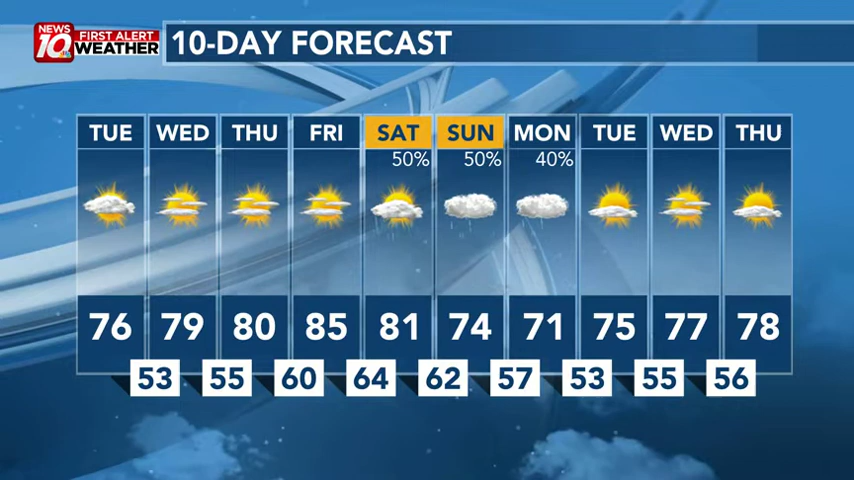 NEWS
10
FIRST ALERT
WEATHER
10-DAY FORECAST
TUE WED THU FRI SAT SUN MON TUE WED THU
50% 50% 40%
76 79 80 85 81 74 71 75 77 78
53 55 60 64 62 57 53 55 56